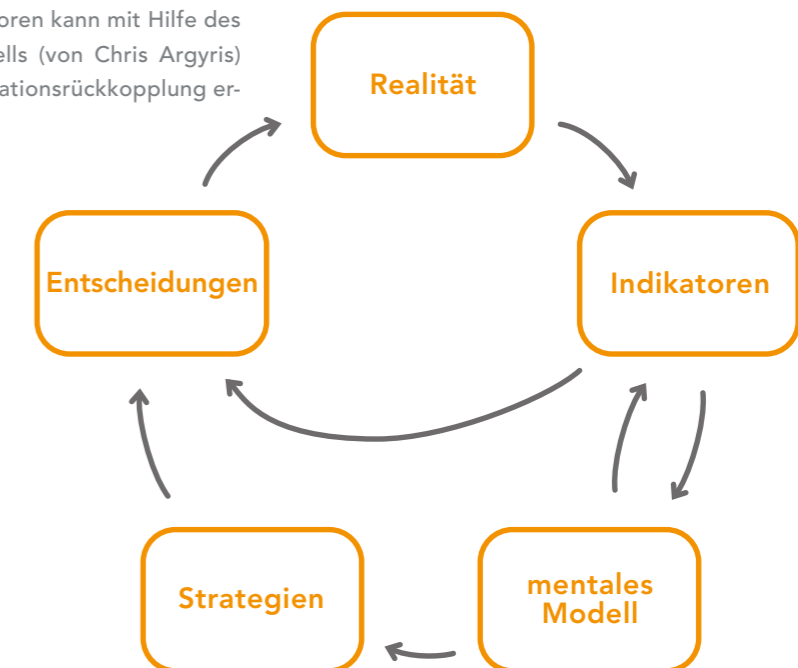 oren kann mit Hilfe des
ells (von Chris Argyris)
ationsrückkopplung er-
Realität
Entscheidungen
Indikatoren
Strategien
mentales
Modell